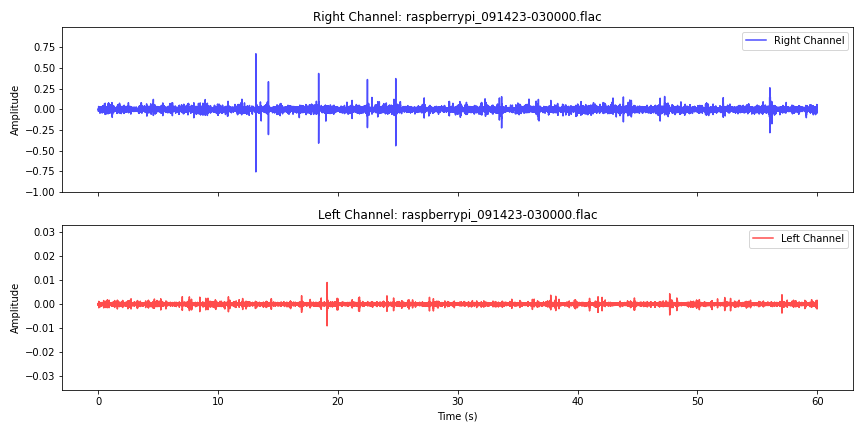 Right Channel: raspberrypi_091423-030000.flac
Right Channel
0.75
0.50
0.25
0.00
−0.25
−0.50
−0.75
−1.00
Amplitude
Left Channel: raspberrypi_091423-030000.flac
Left Channel
0.03
0.02
0.01
0.00
−0.01
−0.02
−0.03
Amplitude
0 10 20 30 40 50 60
Time (s)